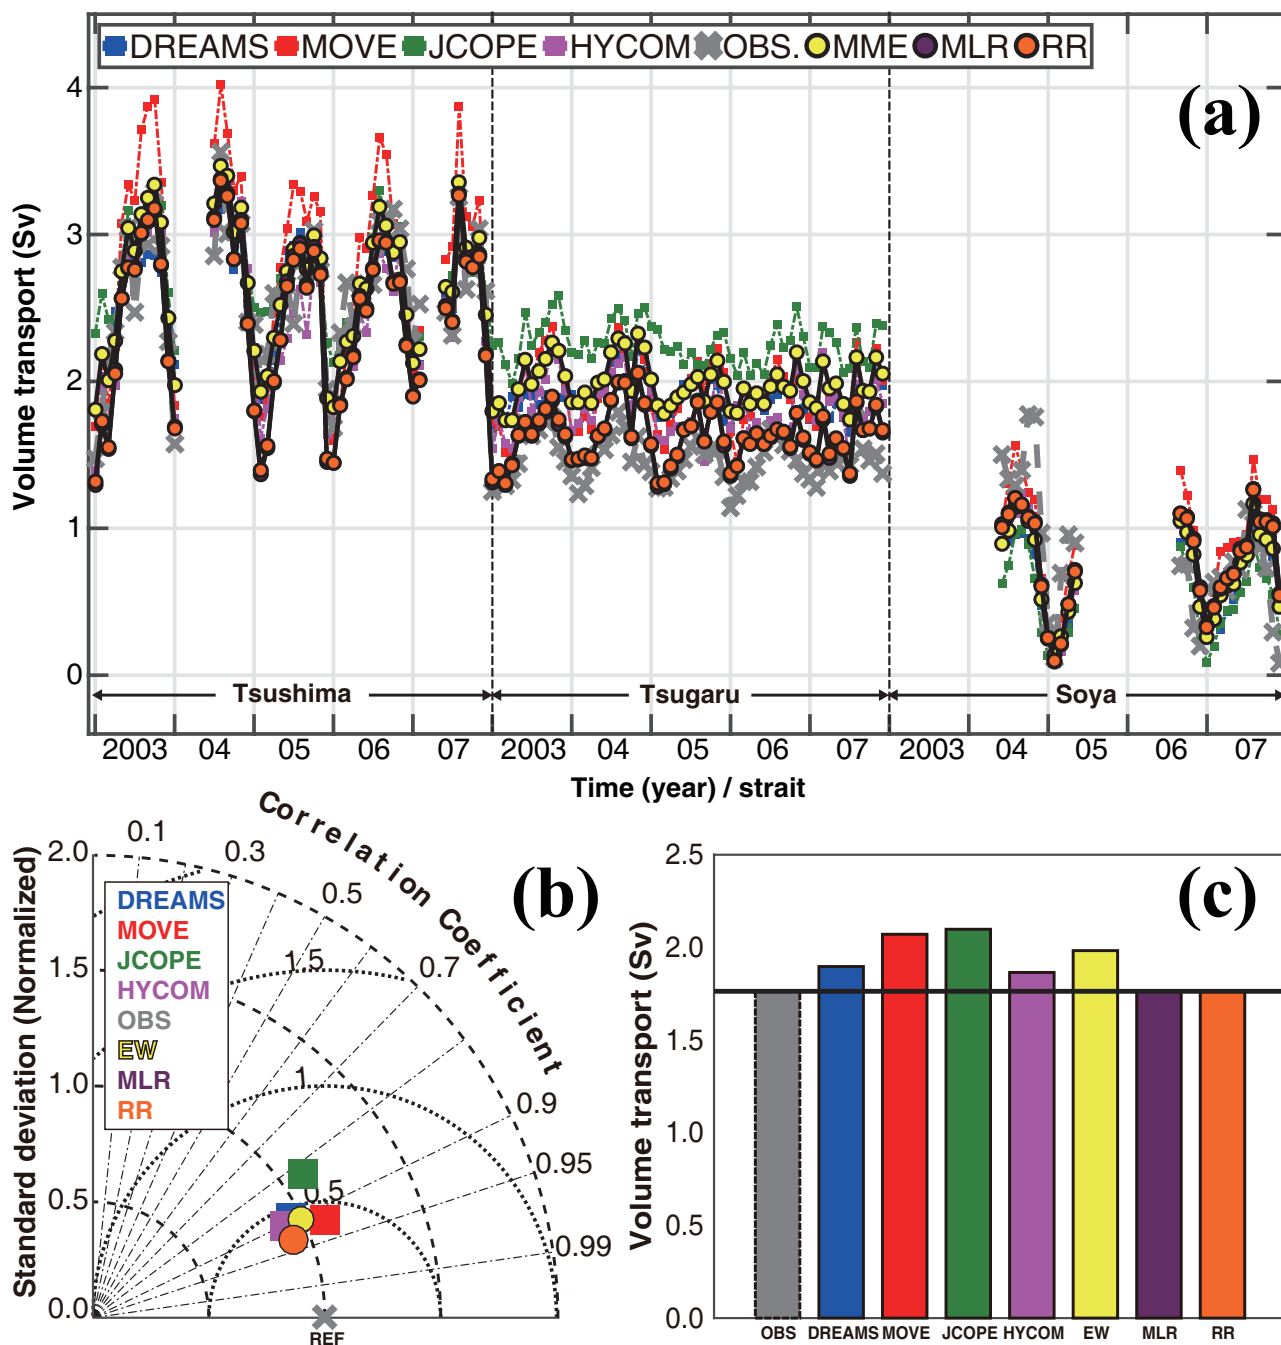 DREAMS MOVE JCOPE HYCOM OBS. MME MLR RR
(a)
Volume transport (Sv)
4
3
2
1
0
Tsushima Tsugaru Soya
2003 04 05 06 07 2003 04 05 06 07 2003 04 05 06 07
Time (year) / strait
(b)
Correlation Coefficient
Standard deviation (Normalized)
2.0
1.5
1.0
0.5
0.0
0.1
0.3
0.5
0.7
0.9
0.95
0.99
1.5
1
0.5
DREAMS
MOVE
JCOPE
HYCOM
OBS
EW
MLR
RR
REF
(c)
Volume transport (Sv)
2.5
2.0
1.5
1.0
0.5
0.0
OBS DREAMS MOVE JCOPE HYCOM EW MLR RR